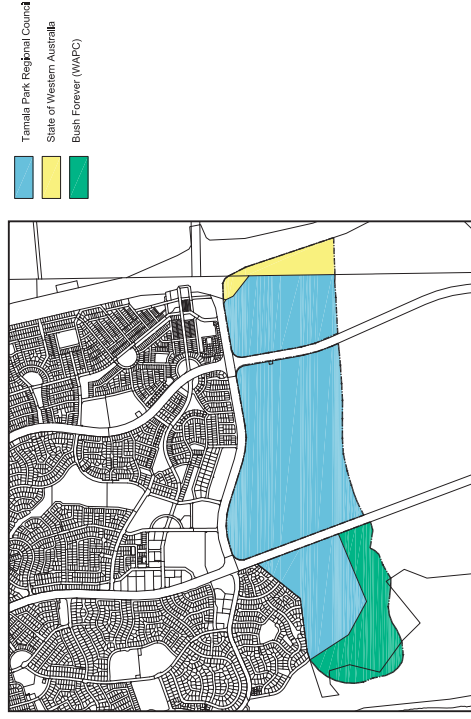 Tamala Park Regional Council
State of Western Australia
Bush Forever (WAPC)